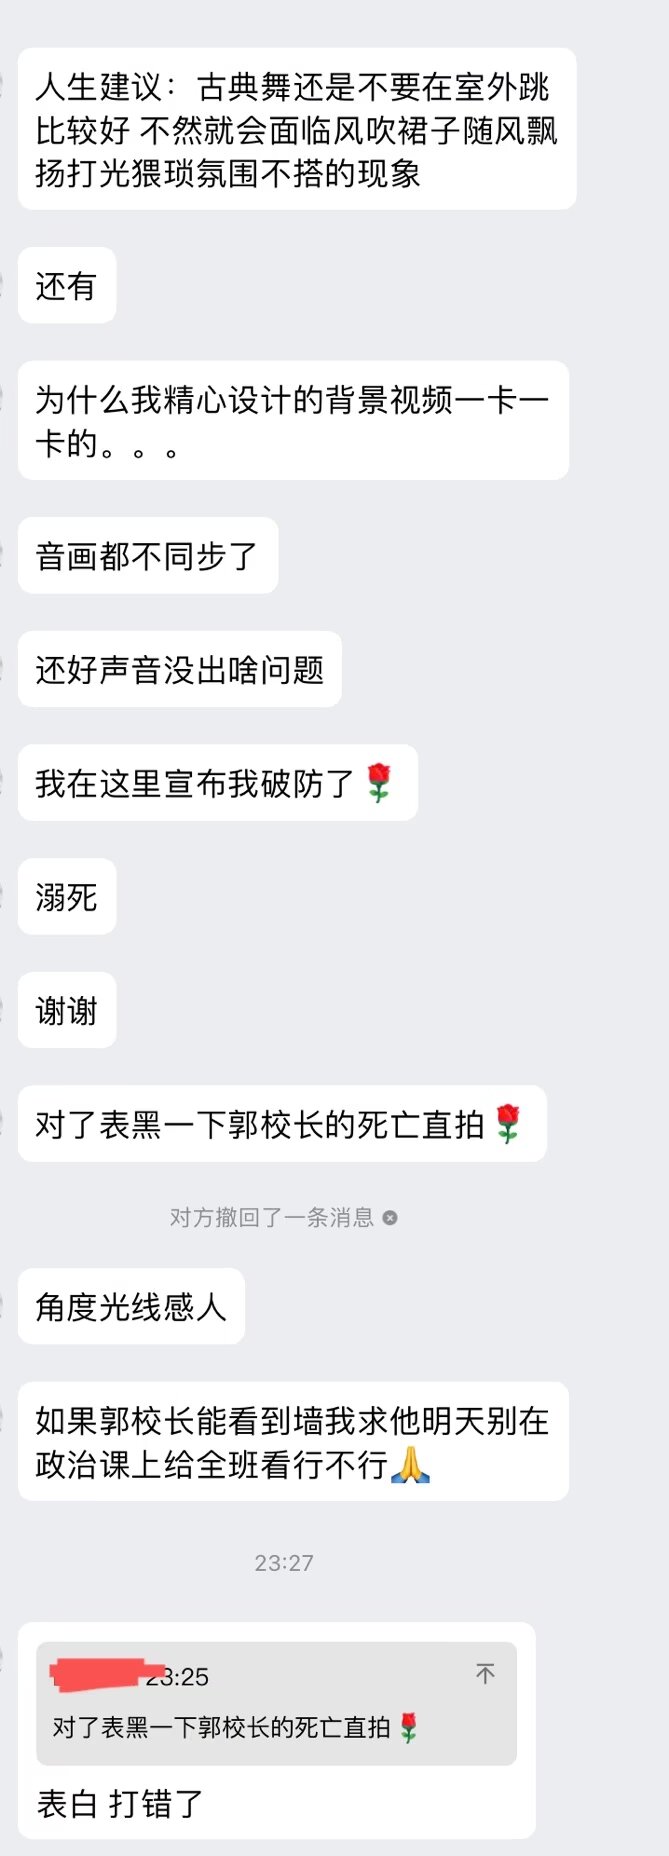 人生建议：古典舞还是不要在室外跳
比较好 不然就会面临风吹裙子随风飘
扬打光猥琐氛围不搭的现象
还有
为什么我精心设计的背景视频一卡一
卡的。。。
音画都不同步了
还好声音没出啥问题
我在这里宣布我破防了🌹
溺死
谢谢
对了表黑一下郭校长的死亡直拍🌹
对方撤回了一条消息
角度光线感人
如果郭校长能看到墙我求他明天别在
政治课上给全班看行不行🙏
23:27
23:25
对了表黑一下郭校长的死亡直拍🌹
表白 打错了